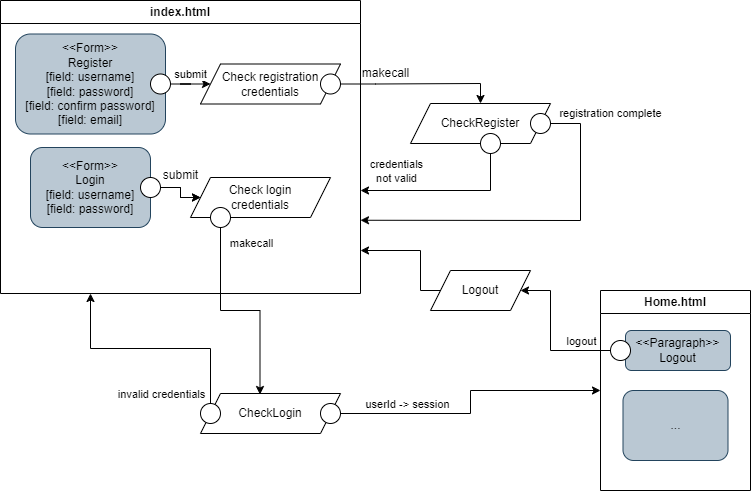 index.html
<<Form>>
Register
[field: username]
[field: password]
[field: confirm password]
[field: email]
submit
Check registration
credentials
makecall
CheckRegister
registration complete
credentials
not valid
<<Form>>
Login
[field: username]
[field: password]
submit
Check login
credentials
makecall
Logout
Home.html
logout
<<Paragraph>>
Logout
invalid credentials
CheckLogin
userId -> session
...